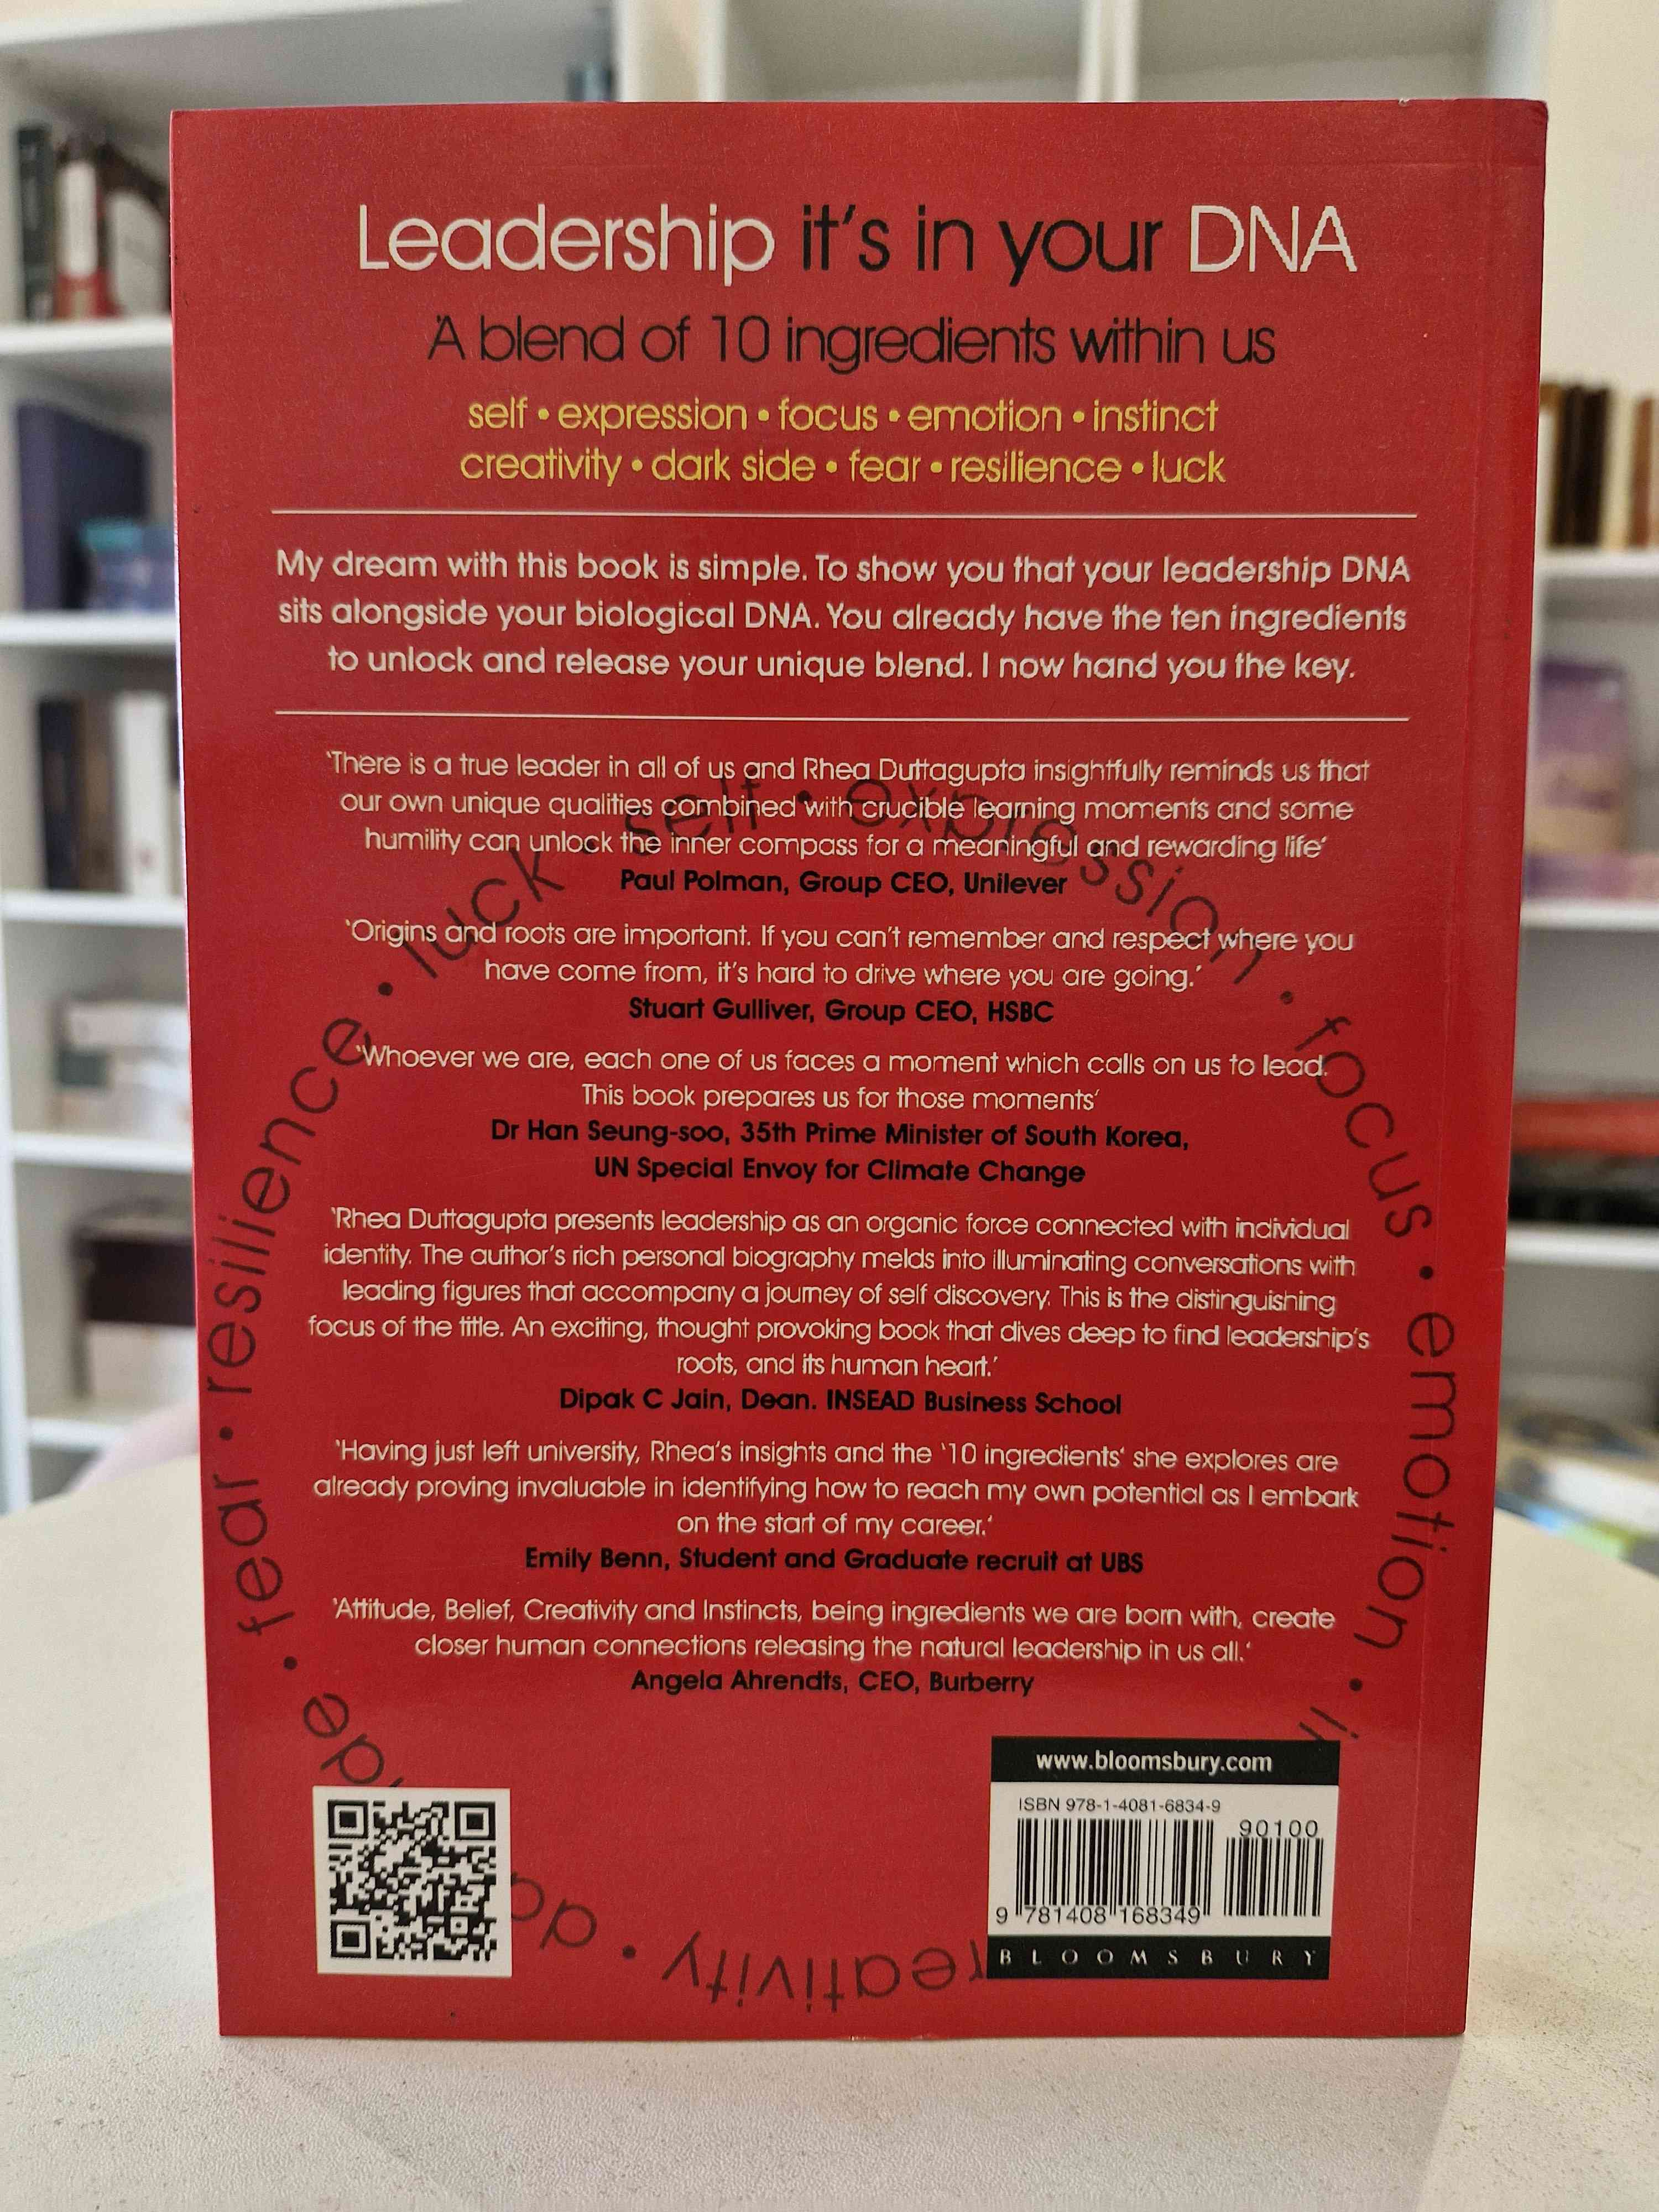 Leadership it's in your DNA
A blend of 10 ingredients within us
self • expression • focus • emotion • instinct
creativity • dark side • fear • resilience • luck
My dream with this book is simple. To show you that your leadership DNA
sits alongside your biological DNA. You already have the ten ingredients
to unlock and release your unique blend. I now hand you the key.
'There is a true leader in all of us and Rhea Duttagupta insightfully reminds us that
our own unique qualities combined with crucible learning moments and some
humility can unlock the inner compass for a meaningful and rewarding life'
Paul Polman, Group CEO, Unilever
'Origins and roots are important. If you can't remember and respect where you
have come from, it's hard to drive where you are going.'
Stuart Gulliver, Group CEO, HSBC
'Whoever we are, each one of us faces a moment which calls on us to lead.
This book prepares us for those moments'
Dr Han Seung-soo, 35th Prime Minister of South Korea,
UN Special Envoy for Climate Change
'Rhea Duttagupta presents leadership as an organic force connected with individual
identity. The author's rich personal biography melds into illuminating conversations with
leading figures that accompany a journey of self discovery. This is the distinguishing
focus of the title. An exciting, thought provoking book that dives deep to find leadership's
roots, and its human heart.'
Dipak C Jain, Dean. INSEAD Business School
'Having just left university, Rhea's insights and the '10 ingredients' she explores are
already proving invaluable in identifying how to reach my own potential as I embark
on the start of my career.'
Emily Benn, Student and Graduate recruit at UBS
'Attitude, Belief, Creativity and Instincts, being ingredients we are born with, create
closer human connections releasing the natural leadership in us all.'
Angela Ahrendts, CEO, Burberry
self • expression • focus • emotion • in
reativity • da
de • fear • resilience • luck •
www.bloomsbury.com
ISBN 978-1-4081-6834-9
90100
9 781408 168349
BLOOMSBURY